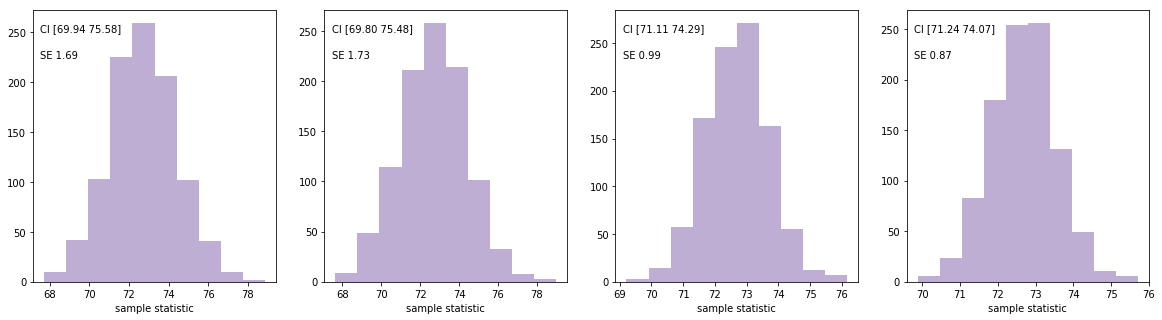 CI [69.94 75.58]
SE 1.69
250
200
150
100
50
0
68 70 72 74 76 78
sample statistic
CI [69.80 75.48]
SE 1.73
250
200
150
100
50
0
68 70 72 74 76 78
sample statistic
CI [71.11 74.29]
SE 0.99
250
200
150
100
50
0
69 70 71 72 73 74 75 76
sample statistic
CI [71.24 74.07]
SE 0.87
250
200
150
100
50
0
70 71 72 73 74 75 76
sample statistic